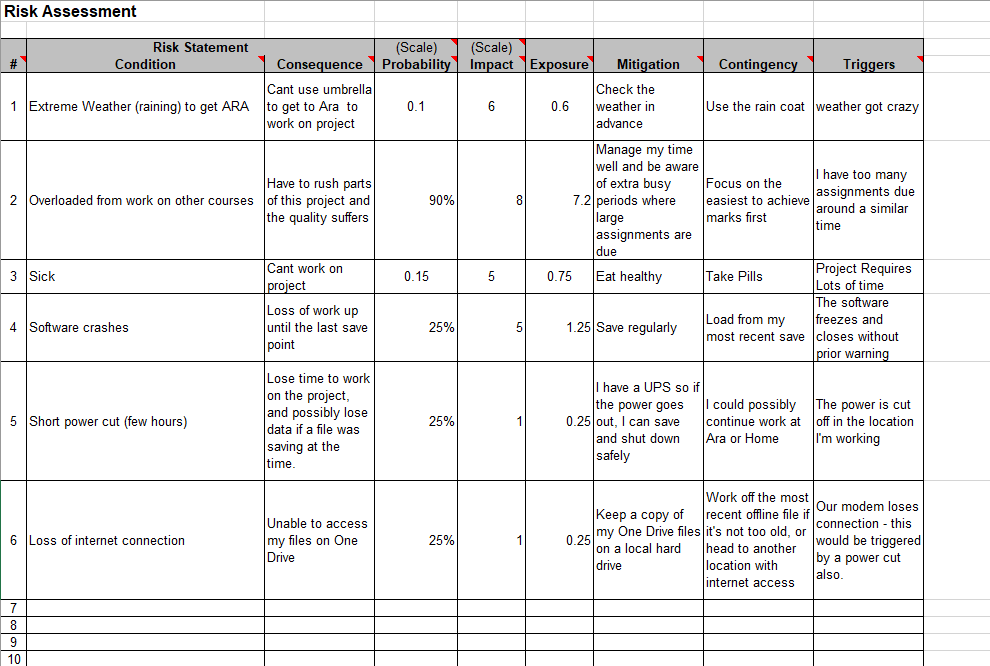 Risk Assessment
Risk Statement (Scale) (Scale)
# Condition Consequence Probability Impact Exposure Mitigation Contingency Triggers
1 Extreme Weather (raining) to get ARA
Cant use umbrella
to get to Ara to
work on project
0.1 6 0.6
Check the
weather in
advance
Use the rain coat
weather got crazy
2 Overloaded from work on other courses
Have to rush parts
of this project and
the quality suffers
90% 8 7.2
Manage my time
well and be aware
of extra busy
periods where
large
assignments are
due
Focus on the
easiest to achieve
marks first
I have too many
assignments due
around a similar
time
3 Sick
Cant work on
project
0.15 5 0.75
Eat healthy
Take Pills
Project Requires
Lots of time
4 Software crashes
Loss of work up
until the last save
point
25% 5 1.25
Save regularly
Load from my
most recent save
The software
freezes and
closes without
prior warning
5 Short power cut (few hours)
Lose time to work
on the project,
and possibly lose
data if a file was
saving at the
time.
25% 1 0.25
I have a UPS so if
the power goes
out, I can save
and shut down
safely
I could possibly
continue work at
Ara or Home
The power is cut
off in the location
I'm working
6 Loss of internet connection
Unable to access
my files on One
Drive
25% 1 0.25
Keep a copy of
my One Drive files
on a local hard
drive
Work off the most
recent offline file if
it's not too old, or
head to another
location with
internet access
Our modem loses
connection - this
would be triggered
by a power cut
also.
7
8
9
10